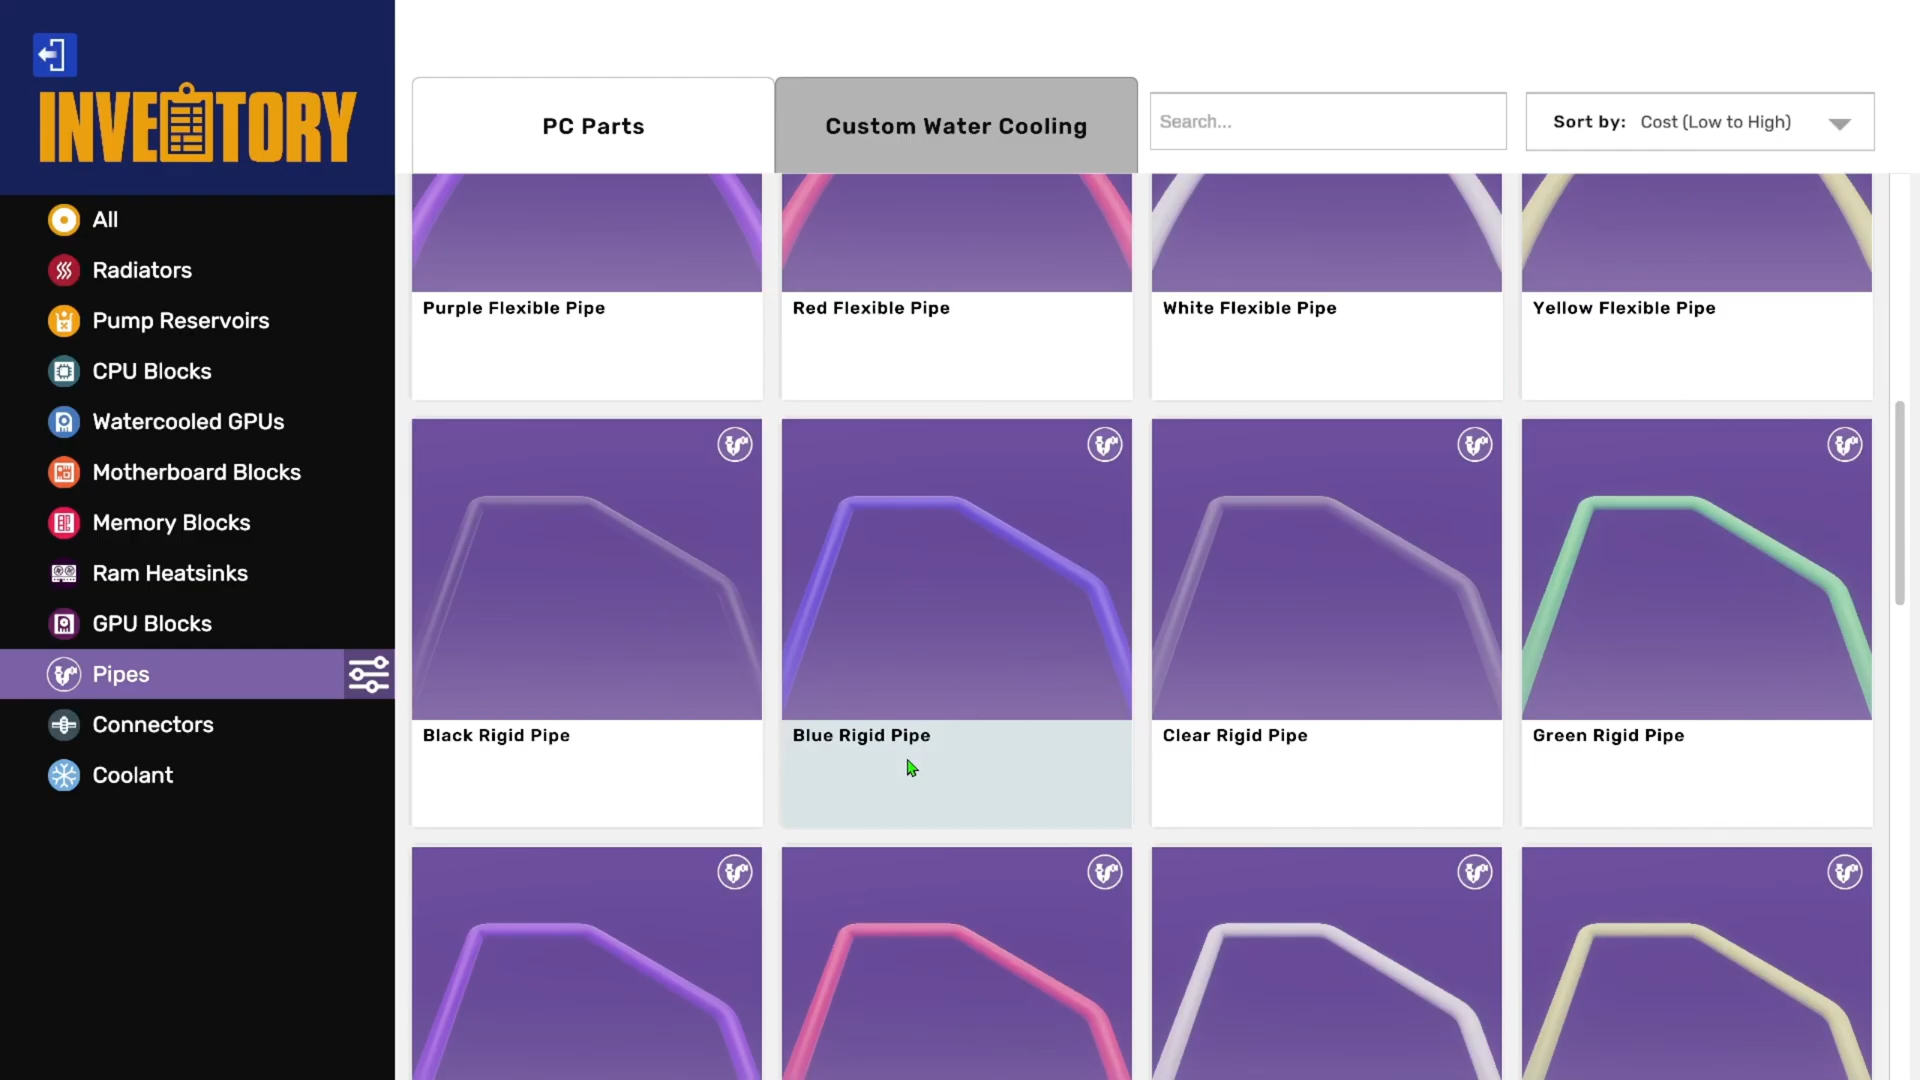 INVENTORY
PC Parts
Custom Water Cooling
Search...
Sort by: Cost (Low to High)
All
Radiators
Pump Reservoirs
CPU Blocks
Watercooled GPUs
Motherboard Blocks
Memory Blocks
Ram Heatsinks
GPU Blocks
Pipes
Connectors
Coolant
Purple Flexible Pipe
Red Flexible Pipe
White Flexible Pipe
Yellow Flexible Pipe
Black Rigid Pipe
Blue Rigid Pipe
Clear Rigid Pipe
Green Rigid Pipe